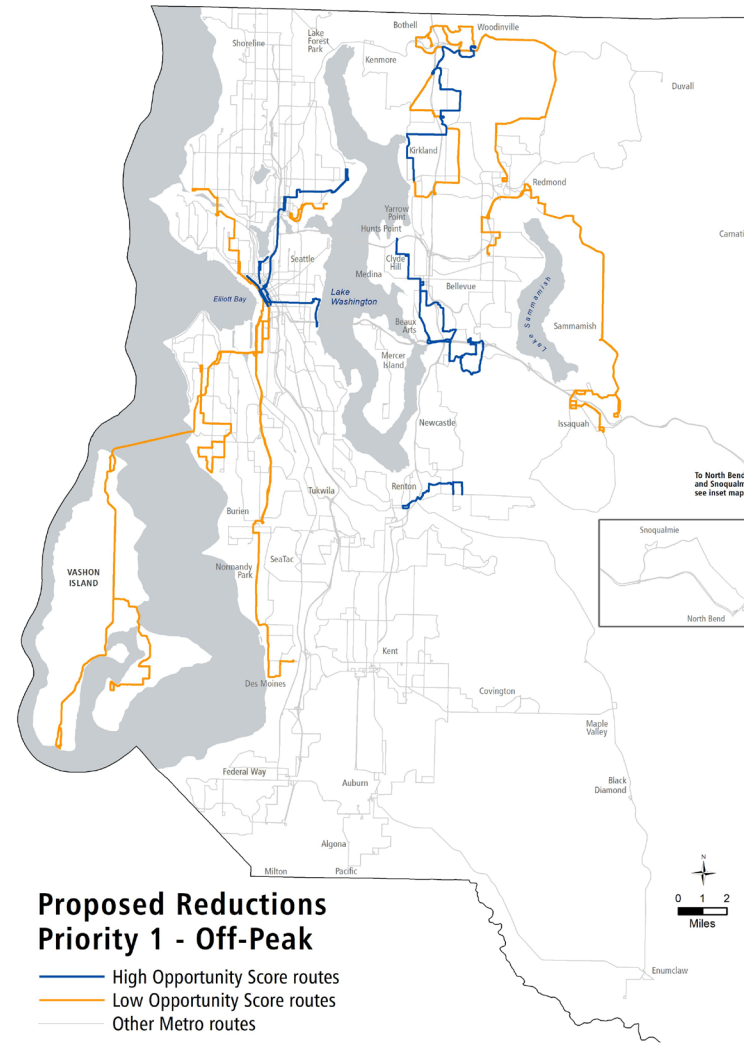 Bothell
Woodinville
Shoreline
Lake
Forest
Park
Kenmore
Duvall
Kirkland
Redmond
Yarrow
Point
Hunts Point
Carnati
Seattle
Clyde
Hill
Medina
Bellevue
Elliott Bay
Lake
Washington
Lake Sammamish
Beaux
Arts
Sammamish
Mercer
Island
Newcastle
Issaquah
To North Bend
and Snoqualm
see inset map
Renton
Tukwila
Burien
Snoqualmie
North Bend
SeaTac
Normandy
Park
VASHON
ISLAND
Kent
Des Moines
Covington
Maple
Valley
Federal Way
Auburn
Black
Diamond
Algona
Milton
Pacific
N
0 1 2
Miles
Enumclaw
Proposed Reductions
Priority 1 - Off-Peak
High Opportunity Score routes
Low Opportunity Score routes
Other Metro routes